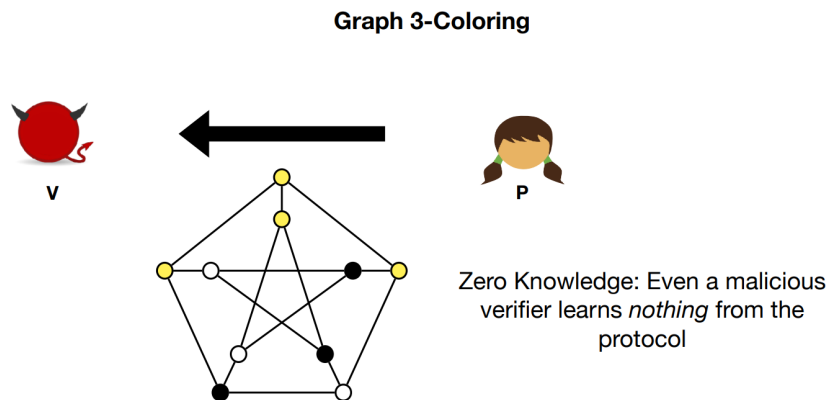 Graph 3-Coloring
V
P
Zero Knowledge: Even a malicious
verifier learns nothing from the
protocol